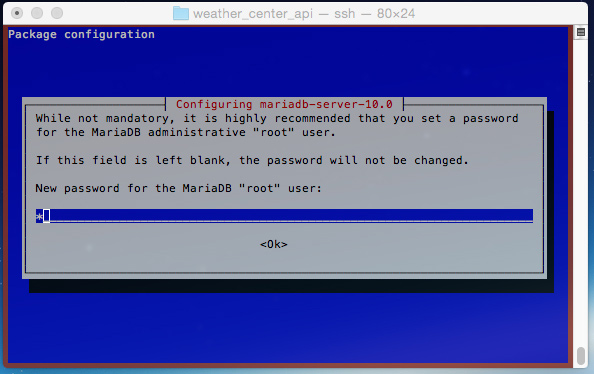 weather_center_api — ssh — 80×24
Package configuration
Configuring mariadb-server-10.0
While not mandatory, it is highly recommended that you set a password
for the MariaDB administrative "root" user.
If this field is left blank, the password will not be changed.
New password for the MariaDB "root" user:
*
<Ok>